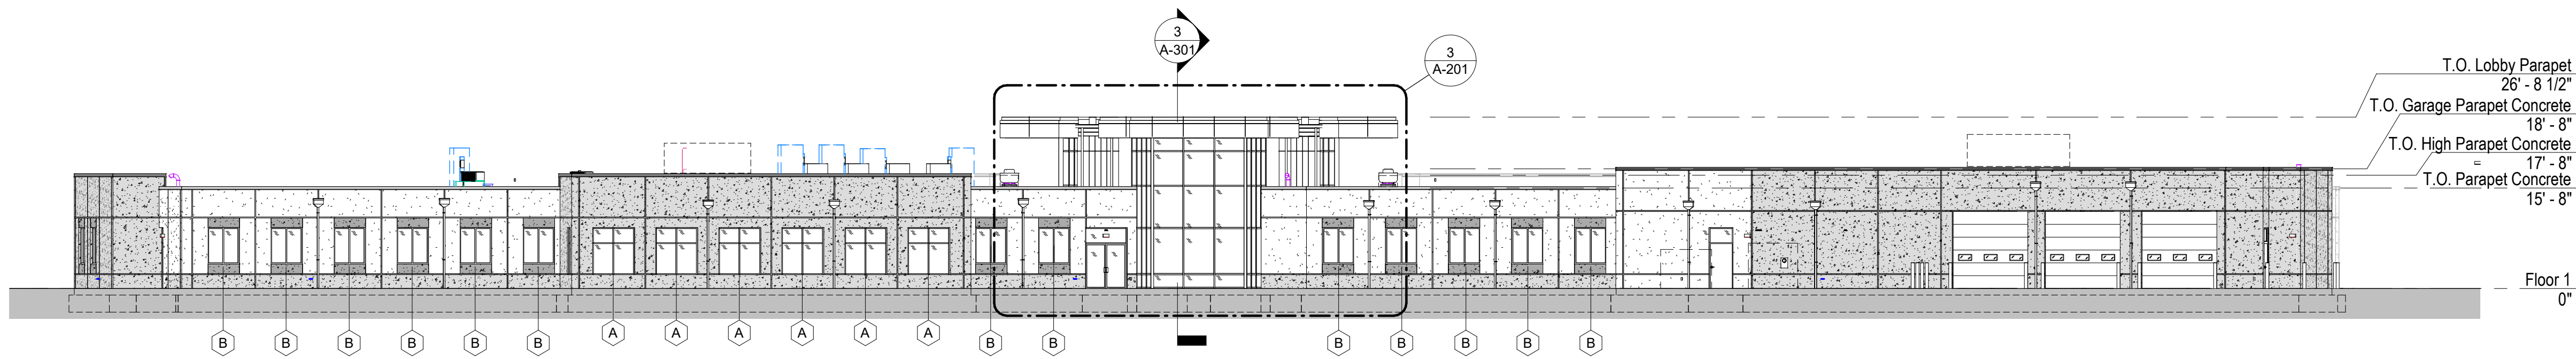 3
A-301
3
A-201
T.O. Lobby Parapet
26' - 8 1/2"
T.O. Garage Parapet Concrete
18' - 8"
T.O. High Parapet Concrete
17' - 8"
T.O. Parapet Concrete
15' - 8"
Floor 1
0"
B B B B B B A A A A A A B B B B B B B